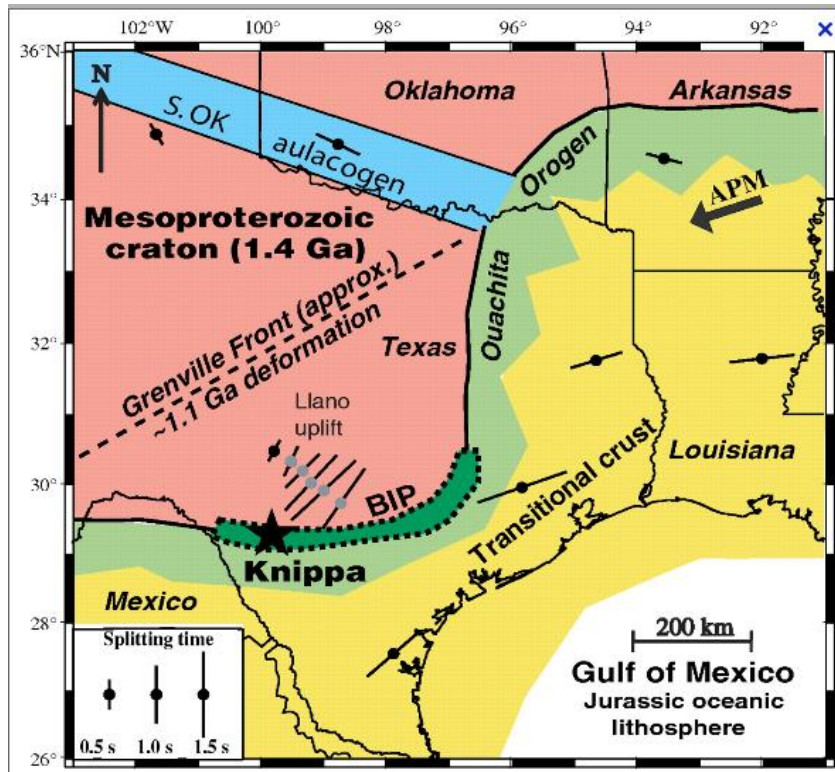 102°W
100°
98°
96°
94°
92°
×
36°N
34°
32°
30°
28°
26°
N
S. OK
aulacogen
Oklahoma
Arkansas
Orogen
APM
Mesoproterozoic
craton (1.4 Ga)
Grenville Front (approx.)
~1.1 Ga deformation
Texas
Ouachita
Llano
uplift
BIP
Louisiana
Transitional crust
Knippa
Mexico
Splitting time
0.5 s
1.0 s
1.5 s
200 km
Gulf of Mexico
Jurassic oceanic
lithosphere